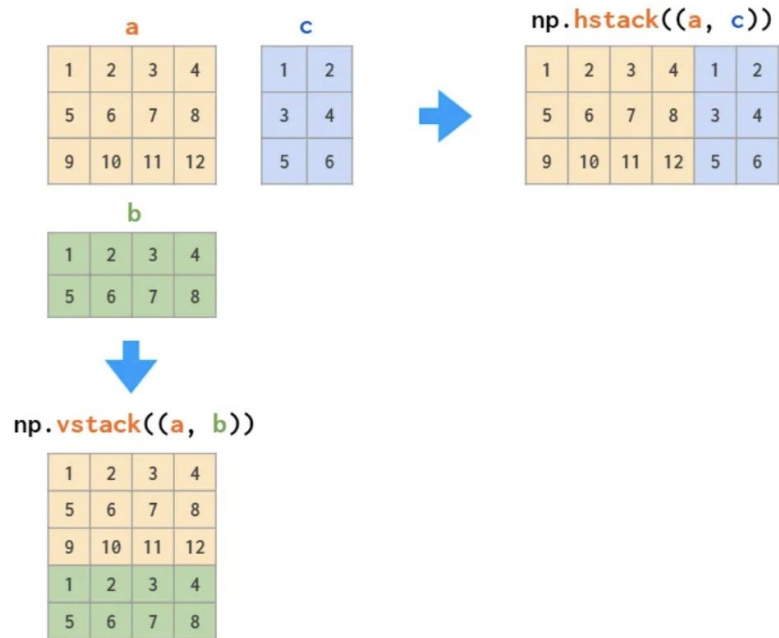 a
1 2 3 4
5 6 7 8
9 10 11 12
c
1 2
3 4
5 6
np.hstack((a, c))
1 2 3 4 1 2
5 6 7 8 3 4
9 10 11 12 5 6
b
1 2 3 4
5 6 7 8
np.vstack((a, b))
1 2 3 4
5 6 7 8
9 10 11 12
1 2 3 4
5 6 7 8